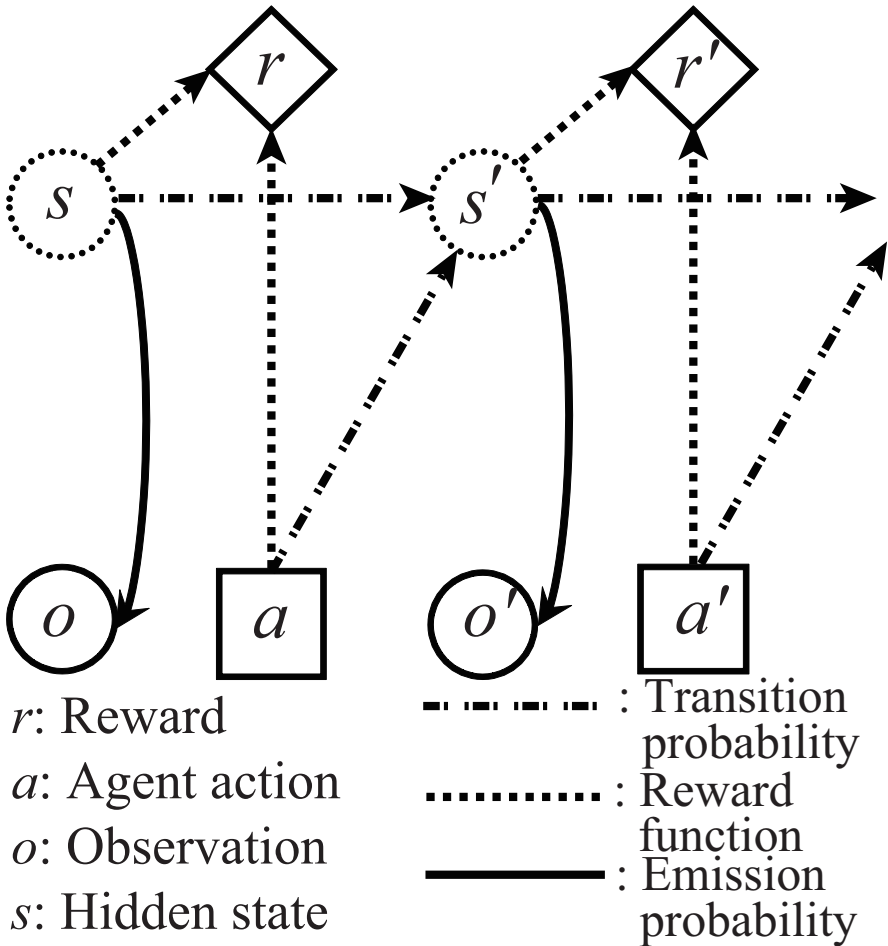 r
r'
s
s'
o
a
o'
a'
r: Reward
a: Agent action
o: Observation
s: Hidden state
: Transition
probability
: Reward
function
: Emission
probability